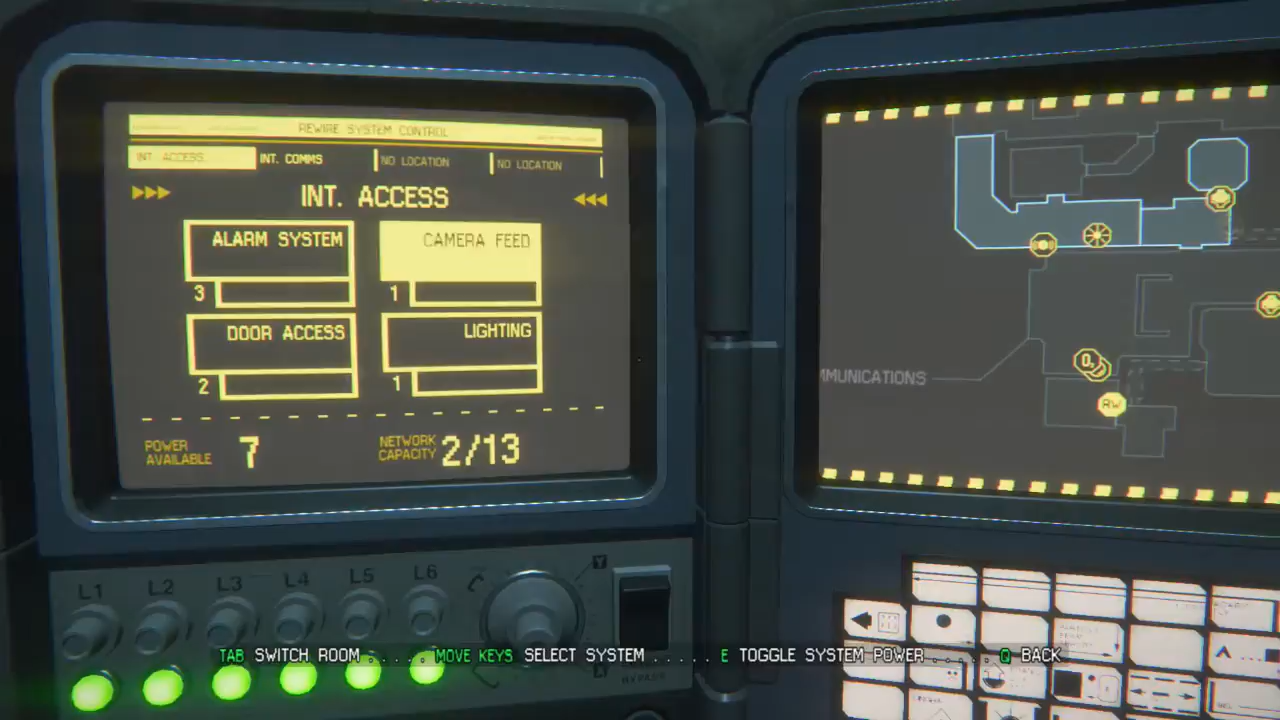 REWIRE SYSTEM CONTROL
INT. ACCESS INT. COMMS NO LOCATION NO LOCATION
INT. ACCESS
ALARM SYSTEM CAMERA FEED
3 1
DOOR ACCESS LIGHTING
2 1
POWER AVAILABLE 7 NETWORK CAPACITY 2/13
MMUNICATIONS
RW
L1 L2 L3 L4 L5 L6
BYPASS
TAB SWITCH ROOM ..... MOVE KEYS SELECT SYSTEM ..... E TOGGLE SYSTEM POWER ..... Q BACK